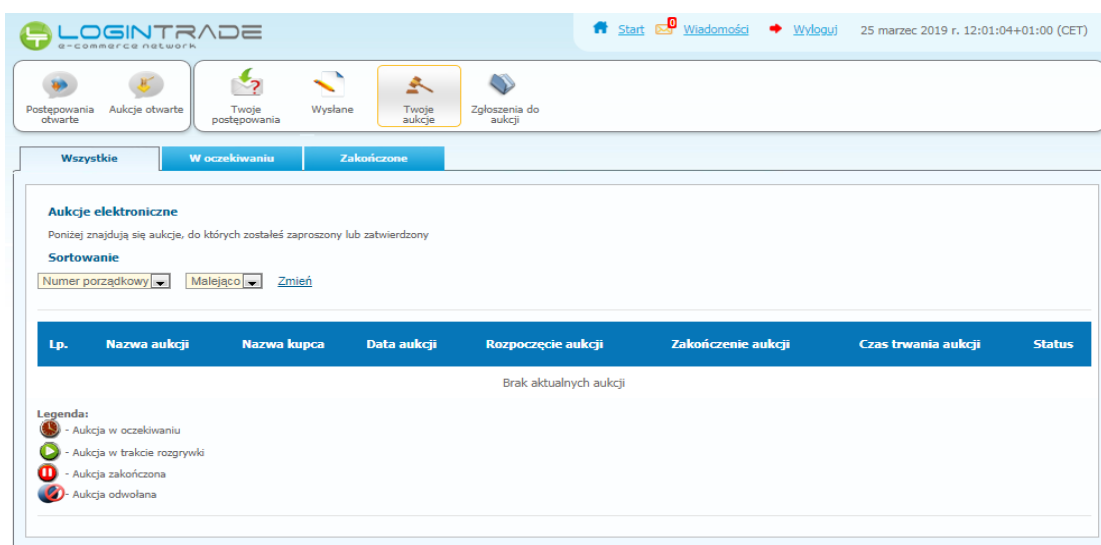 LOGINTRADE
e-commerce network
Start 0 Wiadomości Wyloguj 25 marzec 2019 r. 12:01:04+01:00 (CET)
Postępowania otwarte
Aukcje otwarte
Twoje postępowania
Wysłane
Twoje aukcje
Zgłoszenia do aukcji
Wszystkie W oczekiwaniu Zakończone
Aukcje elektroniczne
Poniżej znajdują się aukcje, do których zostałeś zaproszony lub zatwierdzony
Sortowanie
Numer porządkowy Malejąco Zmień
Lp. Nazwa aukcji Nazwa kupca Data aukcji Rozpoczęcie aukcji Zakończenie aukcji Czas trwania aukcji Status
Brak aktualnych aukcji
Legenda:
- Aukcja w oczekiwaniu
- Aukcja w trakcie rozgrywki
- Aukcja zakończona
- Aukcja odwołana